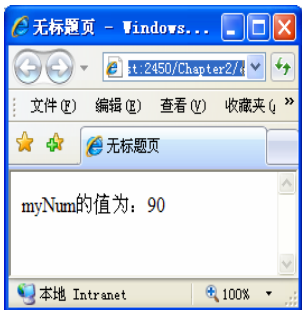 无标题页 - Windows...
st:2450/Chapter2/
文件(F) 编辑(E) 查看(V) 收藏夹( »
无标题页
myNum的值为：90
本地 Intranet 100%